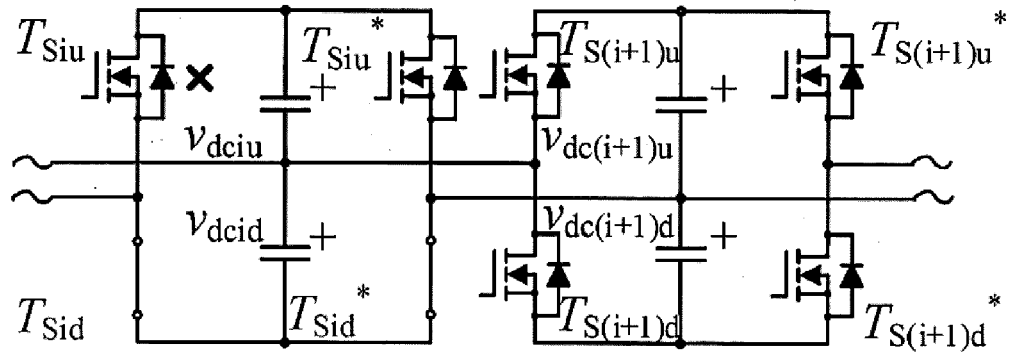 T_Siu
T_Siu*
T_S(i+1)u
T_S(i+1)u*
+
+
v_dciu
v_dc(i+1)u
v_dcid
v_dc(i+1)d
+
+
T_Sid
T_Sid*
T_S(i+1)d
T_S(i+1)d*